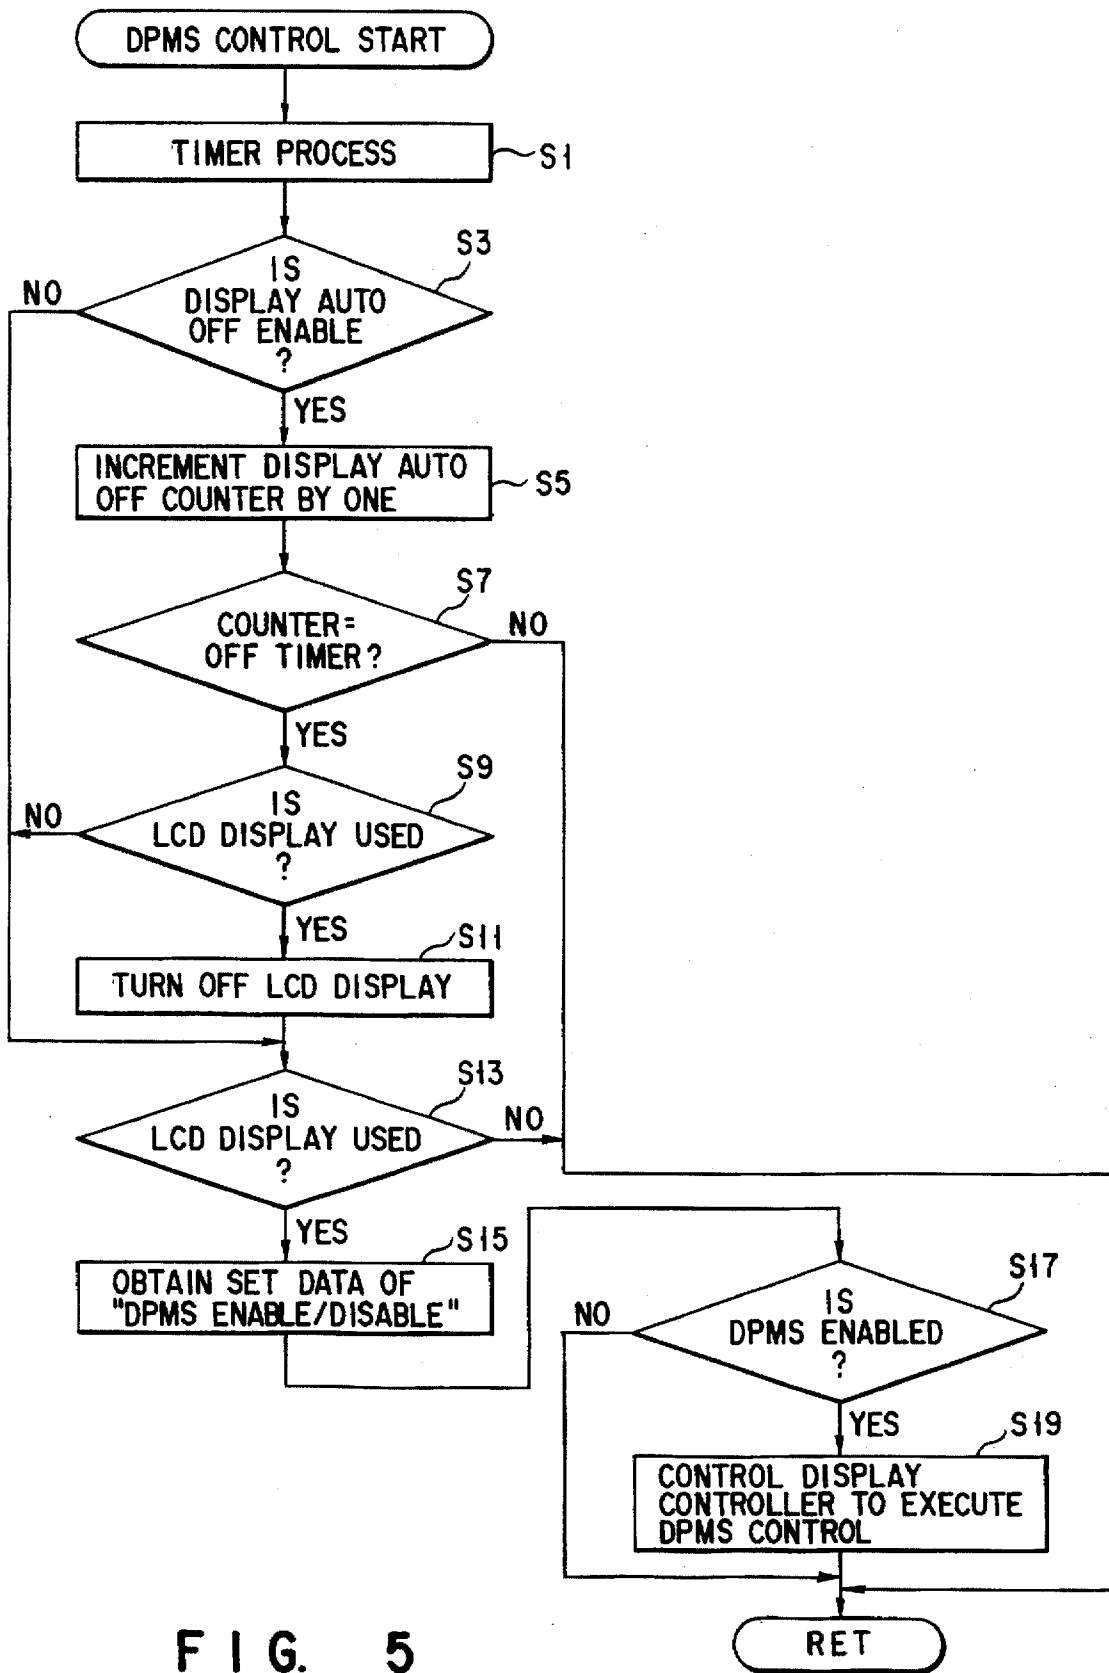 DPMS CONTROL START
TIMER PROCESS
S1
IS
DISPLAY AUTO
OFF ENABLE
?
S3
NO
YES
INCREMENT DISPLAY AUTO
OFF COUNTER BY ONE
S5
COUNTER=
OFF TIMER?
S7
NO
YES
IS
LCD DISPLAY USED
?
S9
NO
YES
TURN OFF LCD DISPLAY
S11
IS
LCD DISPLAY USED
?
S13
NO
YES
OBTAIN SET DATA OF
"DPMS ENABLE/DISABLE"
S15
IS
DPMS ENABLED
?
S17
NO
YES
CONTROL DISPLAY
CONTROLLER TO EXECUTE
DPMS CONTROL
S19
RET
FIG. 5